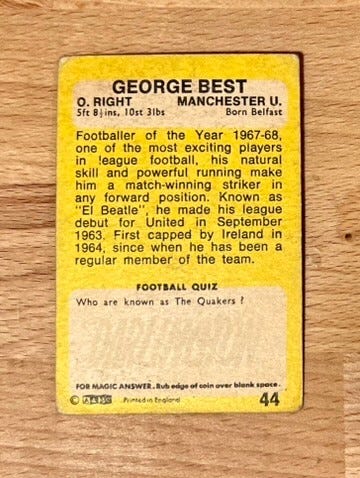 GEORGE BEST
O. RIGHT MANCHESTER U.
5ft 8½ins, 10st 3lbs Born Belfast
Footballer of the Year 1967-68,
one of the most exciting players
in league football, his natural
skill and powerful running make
him a match-winning striker in
any forward position. Known as
"El Beatle", he made his league
debut for United in September
1963. First capped by Ireland in
1964, since when he has been a
regular member of the team.
FOOTBALL QUIZ
Who are known as The Quakers ?
DARLINGTON
FOR MAGIC ANSWER. Rub edge of coin over blank space.
© A&BC Printed in England 44